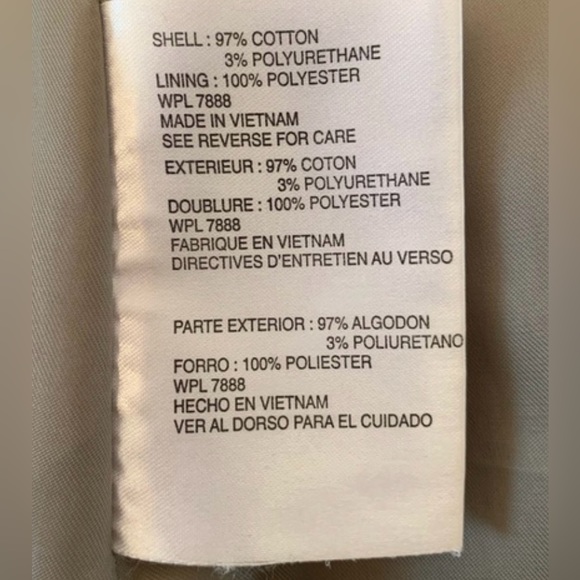 SHELL : 97% COTTON
3% POLYURETHANE
LINING : 100% POLYESTER
WPL 7888
MADE IN VIETNAM
SEE REVERSE FOR CARE
EXTERIEUR : 97% COTON
3% POLYURETHANE
DOUBLURE : 100% POLYESTER
WPL 7888
FABRIQUE EN VIETNAM
DIRECTIVES D'ENTRETIEN AU VERSO
PARTE EXTERIOR : 97% ALGODON
3% POLIURETANO
FORRO : 100% POLIESTER
WPL 7888
HECHO EN VIETNAM
VER AL DORSO PARA EL CUIDADO